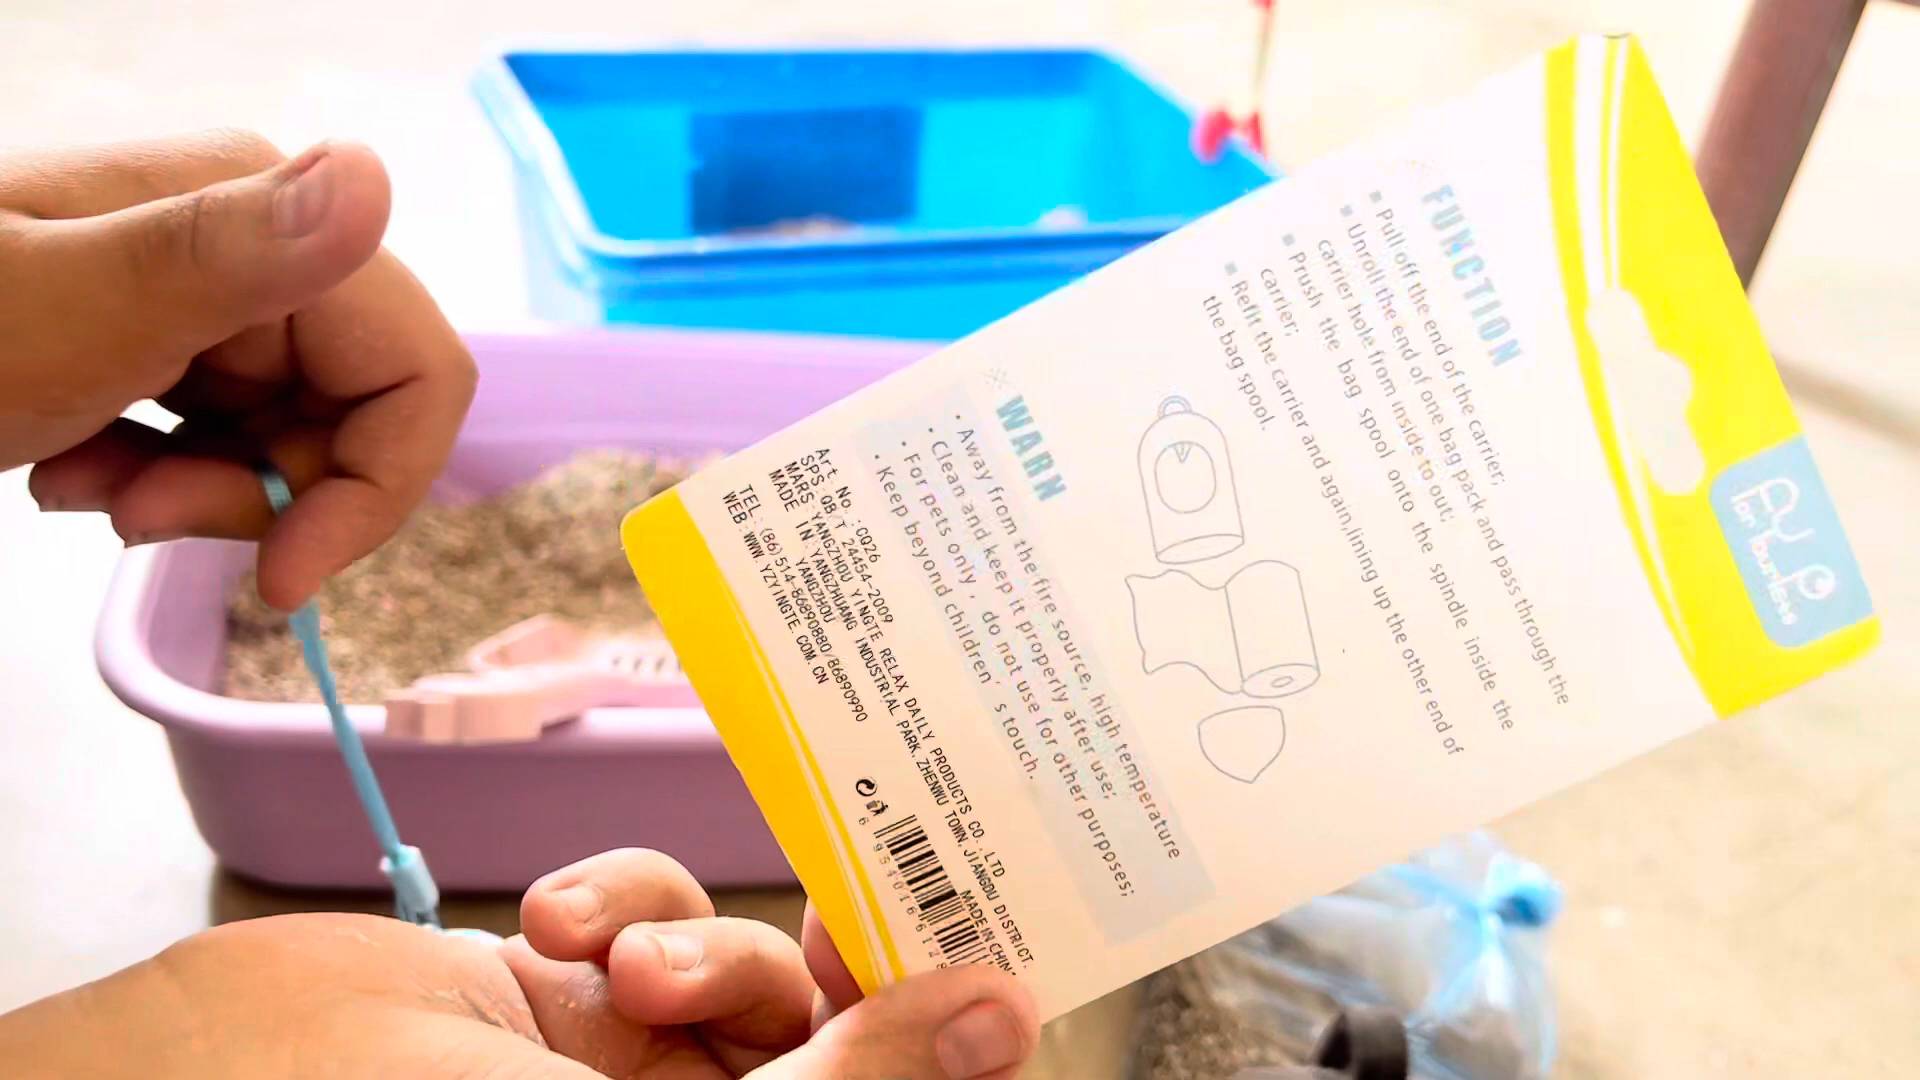 FUNCTION
Pull off the end of the carrier;
Unroll the end of one bag pack and pass through the
carrier hole from inside to out;
Prush the bag spool onto the spindle inside the
carrier;
Refit the carrier and again,lining up the other end of
the bag spool.
WARN
Away from the fire source, high temperature
Clean and keep it properly after use;
For pets only, do not use for other purposes;
Keep beyond children's touch.
Art No.:CQ26
SPS:QB/T 24454-2009
MARS:YANGZHOU YINGTE RELAX DAILY PRODUCTS CO.,LTD
YANGZHUANG INDUSTRIAL PARK, ZHENWU TOWN, JIANGDU DISTRICT.
MADE IN YANGZHOU
TEL:(86)514-86890880/86890990
WEB:WWW.YZYINGTE.COM.CN
MADE IN CHINA